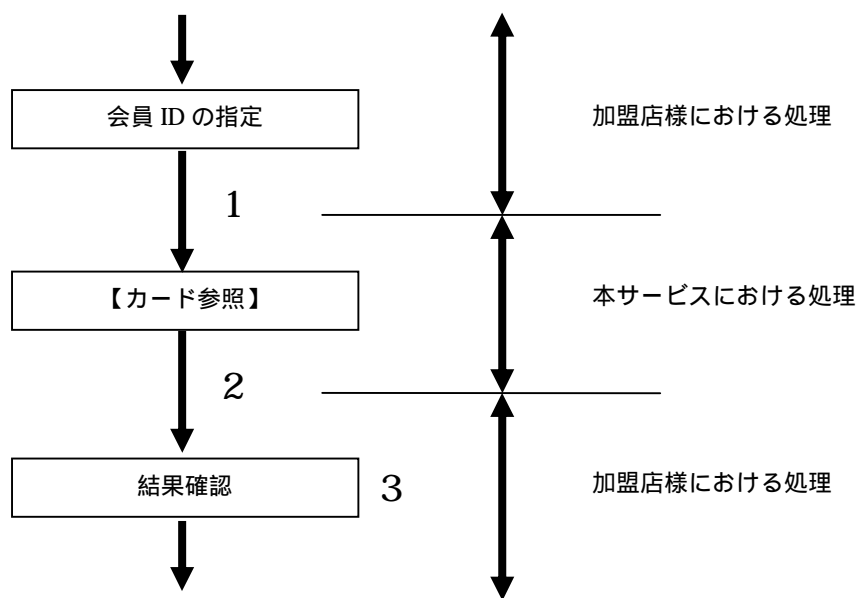 会員 ID の指定
加盟店様における処理
1
【カード参照】
本サービスにおける処理
2
結果確認
3
加盟店様における処理